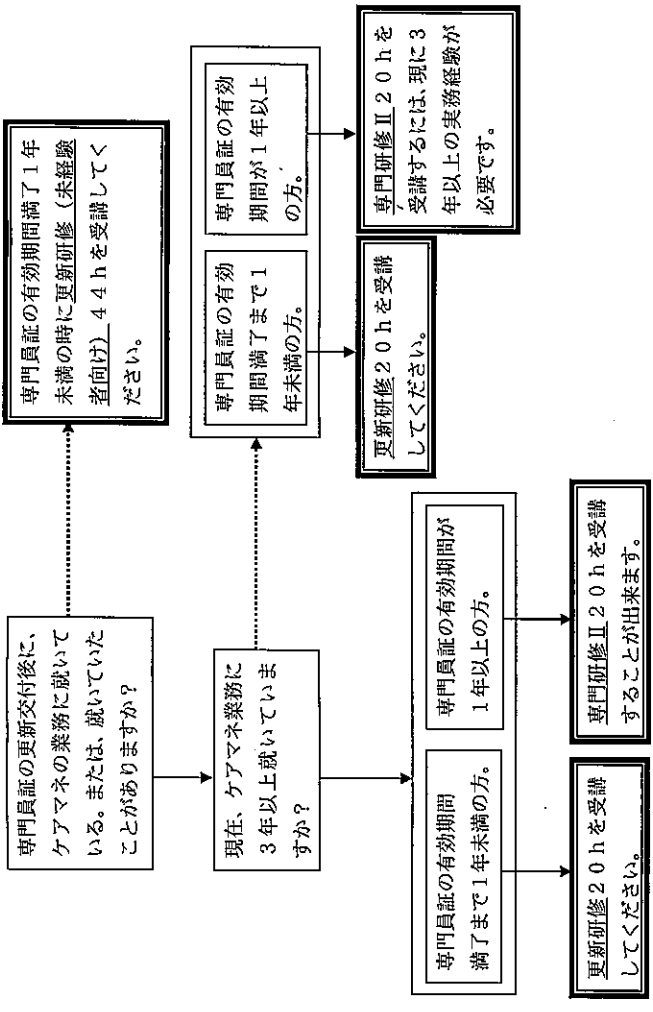 専門員証の更新交付後に、
ケアマネの業務に就いて
いる。または、就いていた
ことがありますか？
専門員証の有効期間満了１年
未満の時に更新研修（未経験
者向け）４４ｈを受講してく
ださい。
現在、ケアマネ業務に
３年以上就いていま
すか？
専門員証の有効
期間満了まで１
年未満の方。
専門員証の有効
期間が１年以上
の方。
更新研修２０ｈを受講
してください。
専門研修Ⅱ２０ｈを
受講するには、現に３
年以上の実務経験が
必要です。
専門員証の有効期間
満了まで１年未満の方。
専門員証の有効期間が
１年以上の方。
更新研修２０ｈを受講
してください。
専門研修Ⅱ２０ｈを受講
することが出来ます。